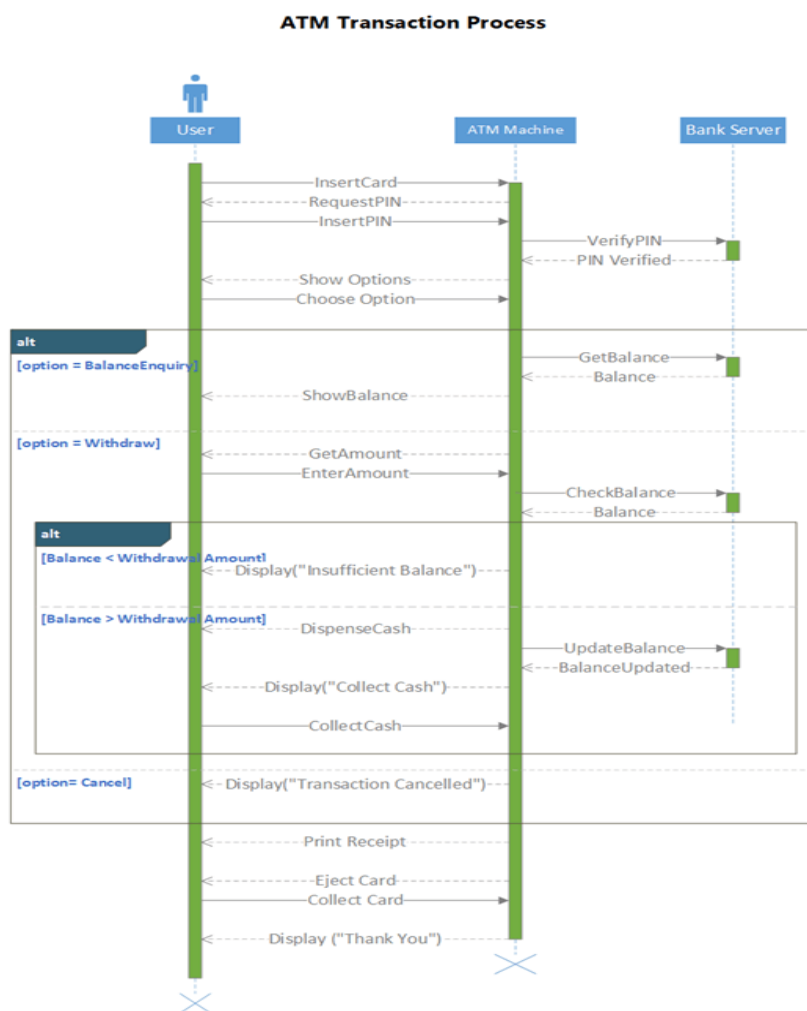 ATM Transaction Process
User
ATM Machine
Bank Server
InsertCard
RequestPIN
InsertPIN
VerifyPIN
PIN Verified
Show Options
Choose Option
alt
[option = BalanceEnquiry]
GetBalance
Balance
ShowBalance
[option = Withdraw]
GetAmount
EnterAmount
CheckBalance
Balance
alt
[Balance < Withdrawal Amount]
Display("Insufficient Balance")
[Balance > Withdrawal Amount]
DispenseCash
UpdateBalance
BalanceUpdated
Display("Collect Cash")
CollectCash
[option= Cancel]
Display("Transaction Cancelled")
Print Receipt
Eject Card
Collect Card
Display ("Thank You")